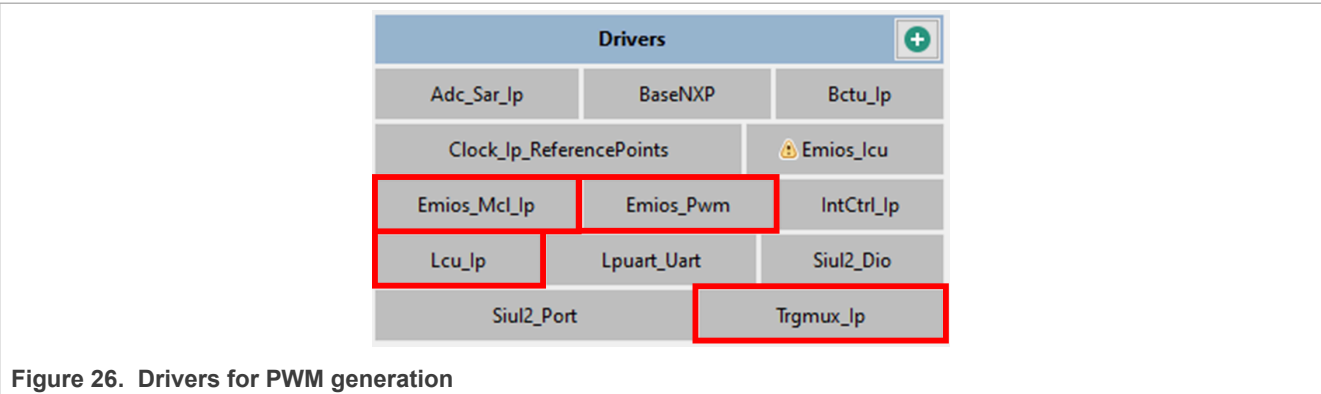 Drivers
Adc_Sar_Ip BaseNXP Bctu_Ip
Clock_Ip_ReferencePoints Emios_Icu
Emios_Mcl_Ip Emios_Pwm IntCtrl_Ip
Lcu_Ip Lpuart_Uart Siul2_Dio
Siul2_Port Trgmux_Ip
Figure 26. Drivers for PWM generation